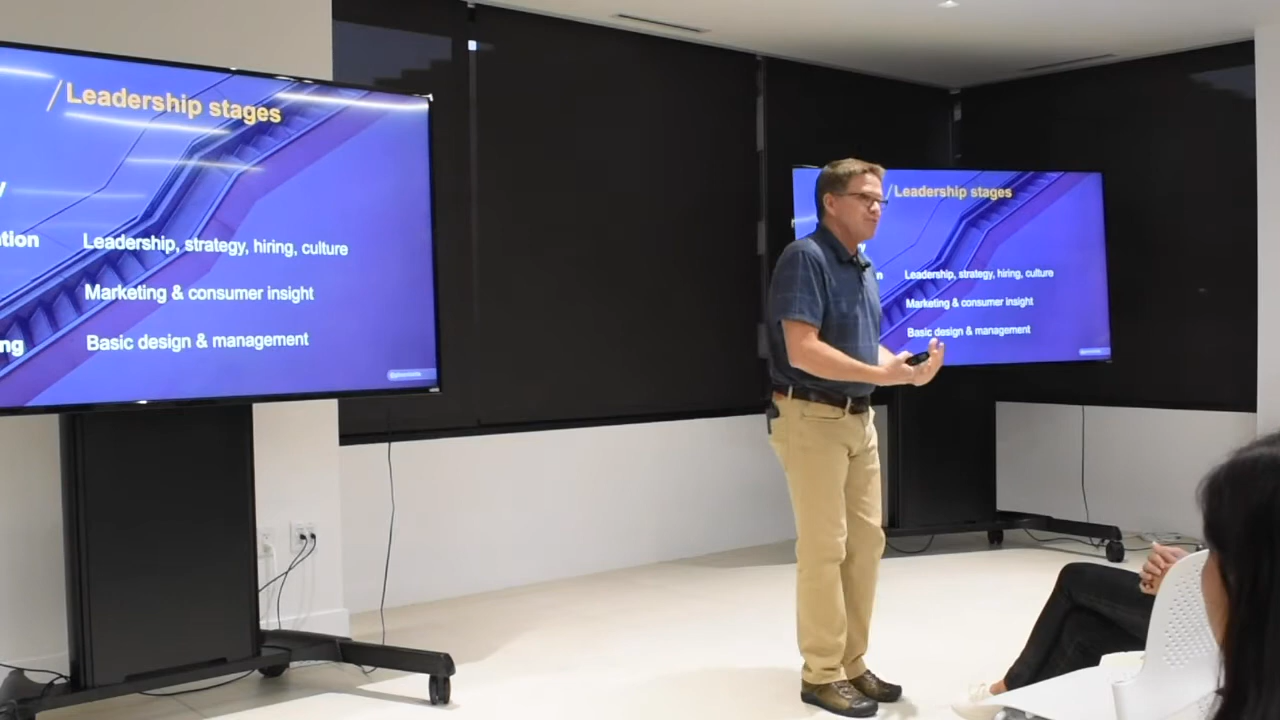 /Leadership stages
y
ation Leadership, strategy, hiring, culture
Marketing & consumer insight
ng Basic design & management
/Leadership stages
n Leadership, strategy, hiring, culture
Marketing & consumer insight
Basic design & management